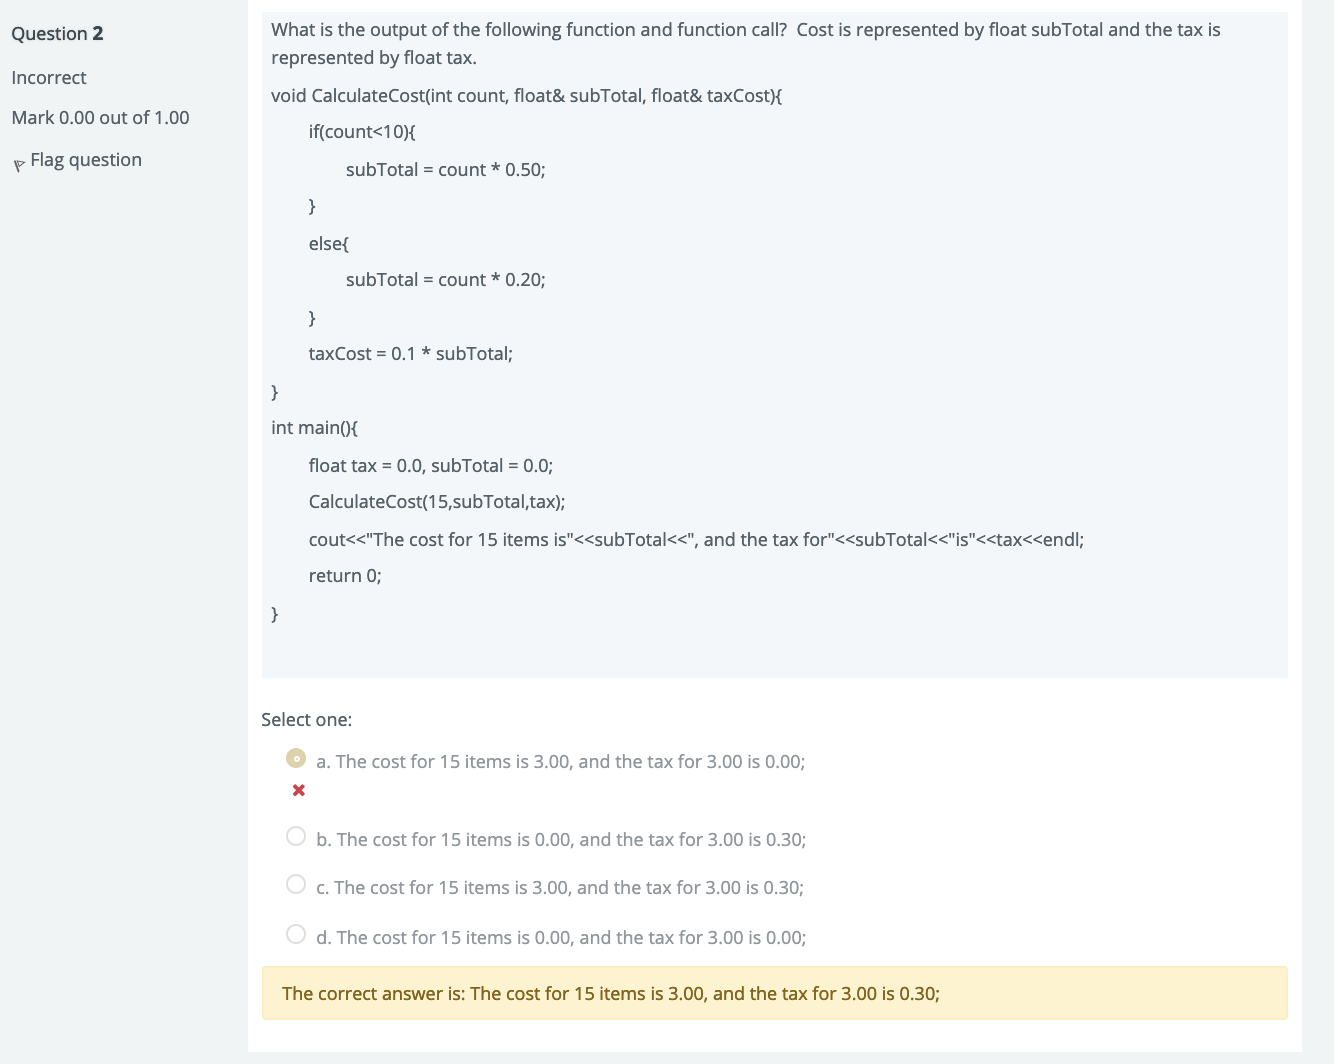 Question 2
Incorrect
Mark 0.00 out of 1.00
Flag question
What is the output of the following function and function call?  Cost is represented by float subTotal and the tax is
represented by float tax.
void CalculateCost(int count, float& subTotal, float& taxCost){
if(count<10){
subTotal = count * 0.50;
}
else{
subTotal = count * 0.20;
}
taxCost = 0.1 * subTotal;
}
int main(){
float tax = 0.0, subTotal = 0.0;
CalculateCost(15,subTotal,tax);
cout<<"The cost for 15 items is"<<subTotal<<", and the tax for"<<subTotal<<"is"<<tax<<endl;
return 0;
}
Select one:
a. The cost for 15 items is 3.00, and the tax for 3.00 is 0.00;
b. The cost for 15 items is 0.00, and the tax for 3.00 is 0.30;
c. The cost for 15 items is 3.00, and the tax for 3.00 is 0.30;
d. The cost for 15 items is 0.00, and the tax for 3.00 is 0.00;
The correct answer is: The cost for 15 items is 3.00, and the tax for 3.00 is 0.30;